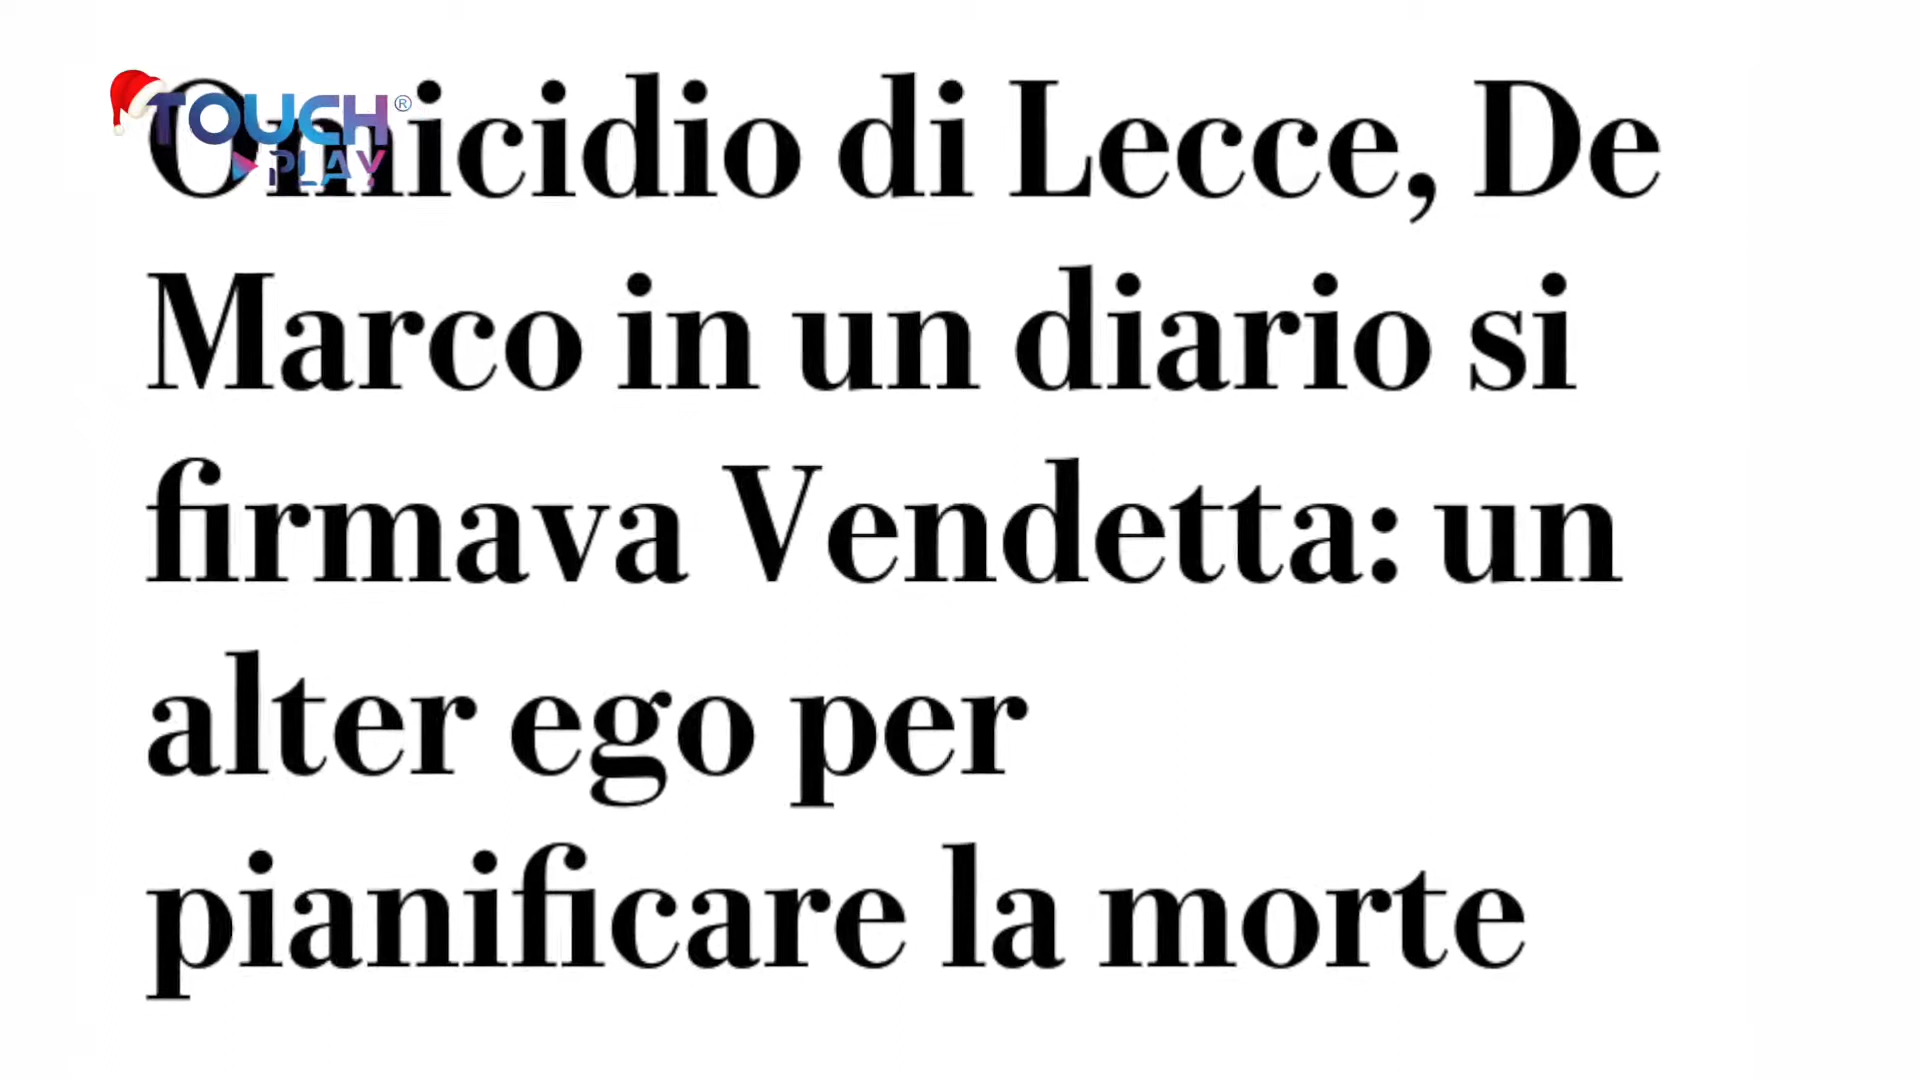 TOUCH®
PLAY
Omicidio di Lecce, De
Marco in un diario si
firmava Vendetta: un
alter ego per
pianificare la morte